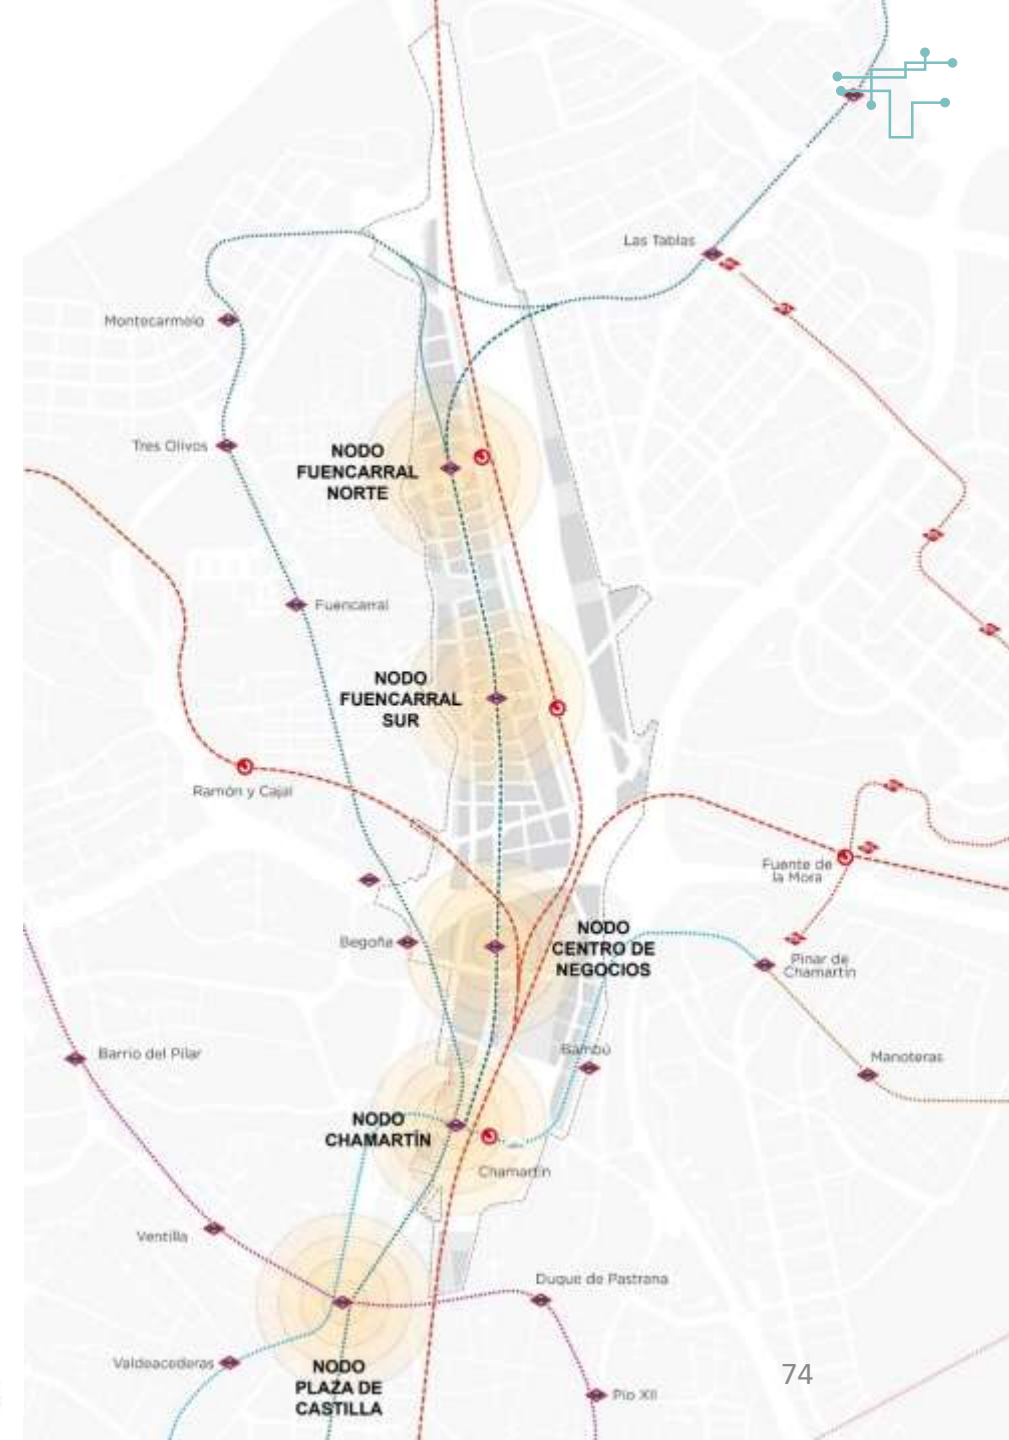 Las Tablas
Montecarmelo
Tres Olivos
NODO
FUENCARRAL
NORTE
Fuencarral
NODO
FUENCARRAL
SUR
Ramón y Cajal
Fuente de
la Mora
NODO
CENTRO DE
NEGOCIOS
Begoña
Pinar de
Chamartín
Barrio del Pilar
Bambú
Manoteras
NODO
CHAMARTÍN
Chamartín
Ventilla
Duque de Pastrana
Valdeacederas
NODO
PLAZA DE
CASTILLA
74
Pío XII